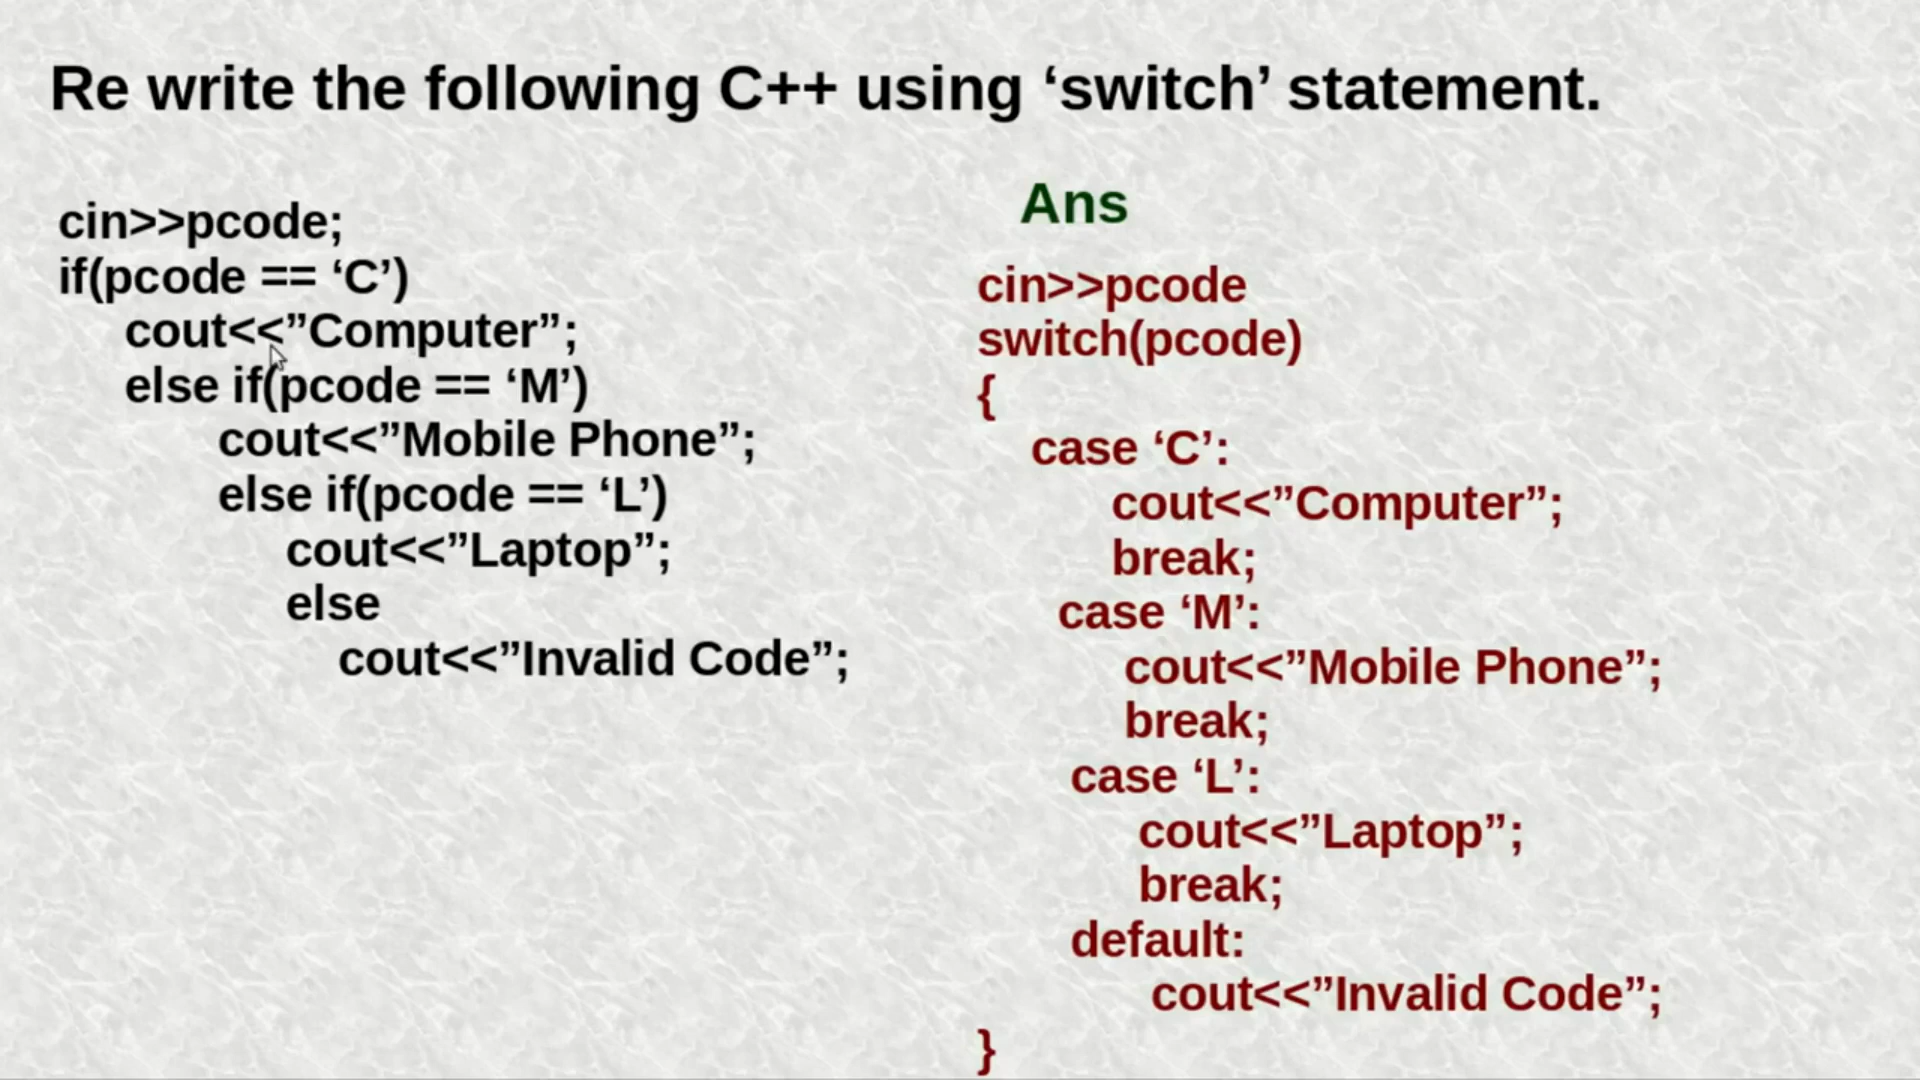 Re write the following C++ using ‘switch’ statement.
cin>>pcode;
if(pcode == ‘C’)
cout<<”Computer”;
else if(pcode == ‘M’)
cout<<”Mobile Phone”;
else if(pcode == ‘L’)
cout<<”Laptop”;
else
cout<<”Invalid Code”;
Ans
cin>>pcode
switch(pcode)
{
case ‘C’:
cout<<”Computer”;
break;
case ‘M’:
cout<<”Mobile Phone”;
break;
case ‘L’:
cout<<”Laptop”;
break;
default:
cout<<”Invalid Code”;
}